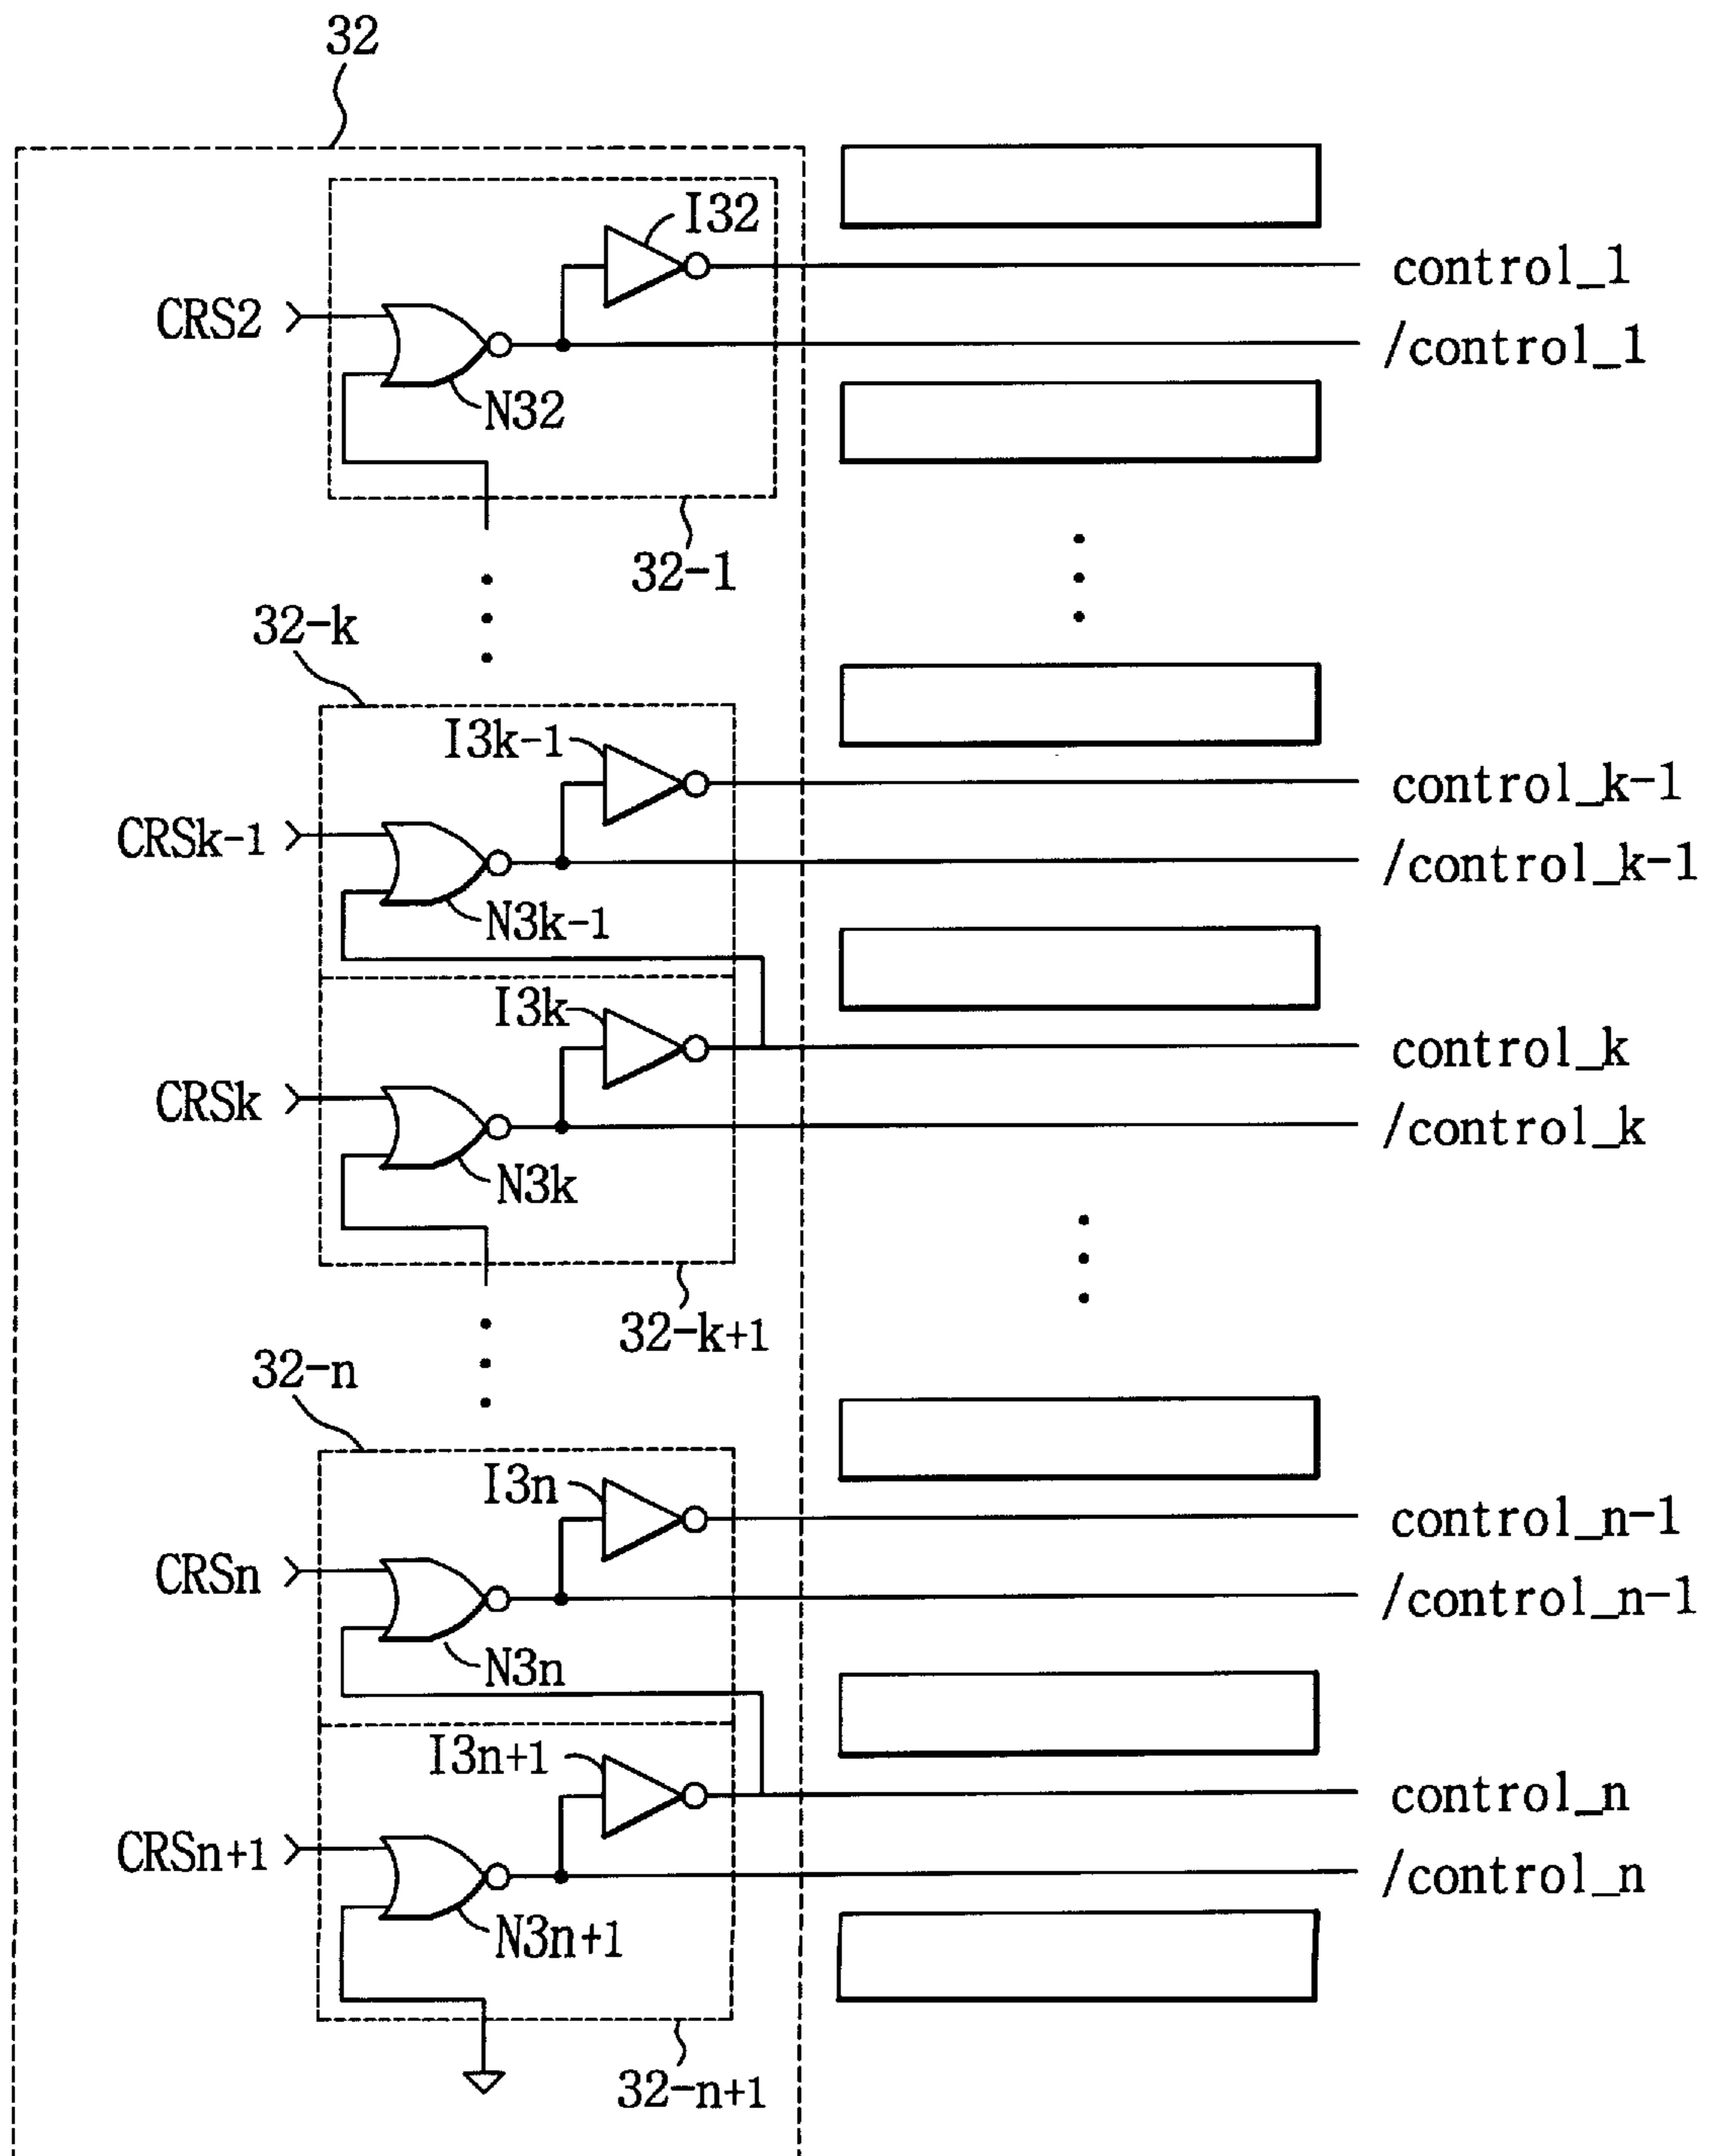 32
I32
control_1
CRS2
/control_1
N32
32-1
32-k
I3k-1
control_k-1
CRSk-1
/control_k-1
N3k-1
I3k
control_k
CRSk
/control_k
N3k
32-k+1
32-n
I3n
control_n-1
CRSn
/control_n-1
N3n
I3n+1
control_n
CRSn+1
/control_n
N3n+1
32-n+1